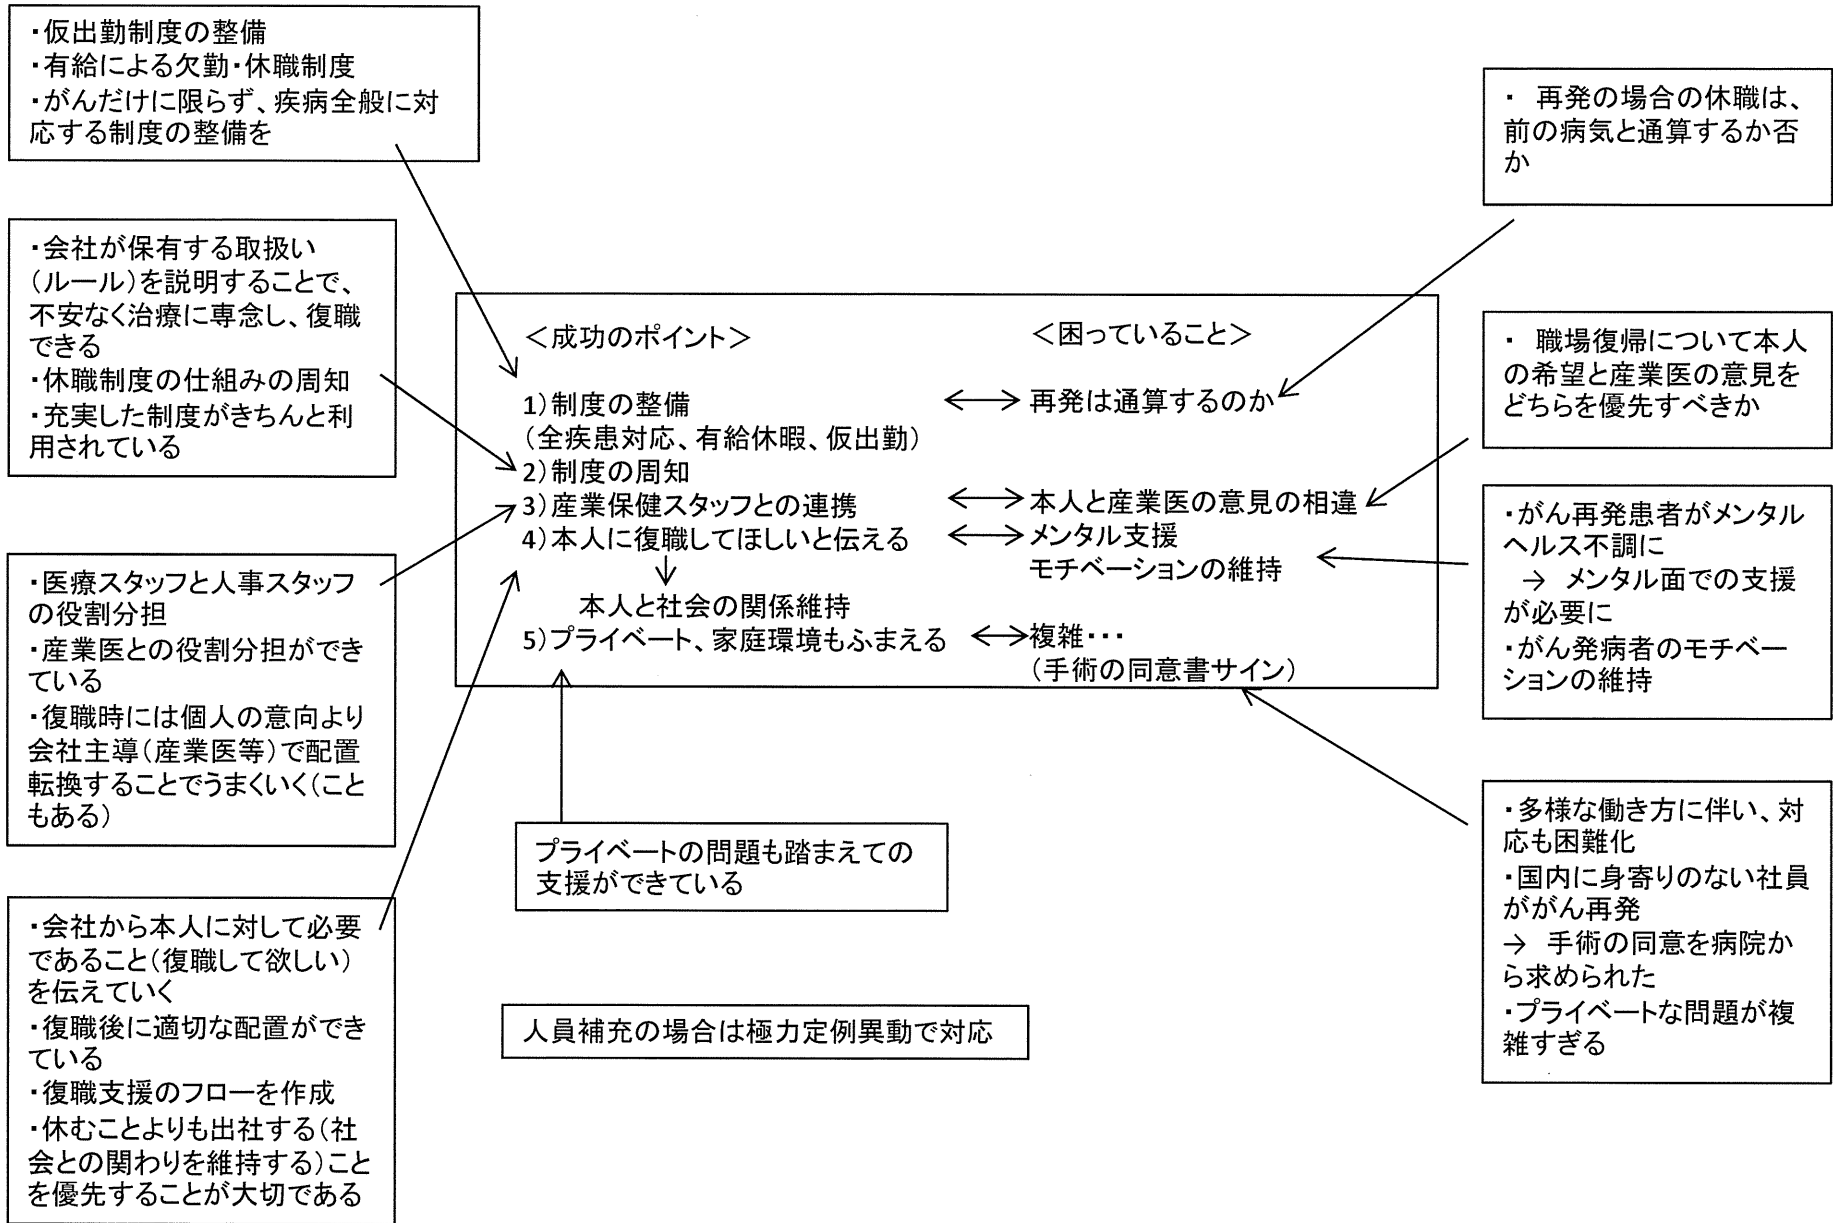 ・仮出勤制度の整備
・有給による欠勤・休職制度
・がんだけに限らず、疾病全般に対
応する制度の整備を
・会社が保有する取扱い
（ルール）を説明することで、
不安なく治療に専念し、復職
できる
・休職制度の仕組みの周知
・充実した制度がきちんと利
用されている
・医療スタッフと人事スタッフ
の役割分担
・産業医との役割分担ができ
ている
・復職時には個人の意向より
会社主導（産業医等）で配置
転換することでうまくいく（こと
もある）
・会社から本人に対して必要
であること（復職して欲しい）
を伝えていく
・復職後に適切な配置ができ
ている
・復職支援のフローを作成
・休むことよりも出社する（社
会との関わりを維持する）こと
を優先することが大切である
＜成功のポイント＞ ＜困っていること＞
1）制度の整備 ↔ 再発は通算するのか
（全疾患対応、有給休暇、仮出勤）
2）制度の周知
3）産業保健スタッフとの連携 ↔ 本人と産業医の意見の相違
4）本人に復職してほしいと伝える ↔ メンタル支援
↓ モチベーションの維持
本人と社会の関係維持
5）プライベート、家庭環境もふまえる ↔ 複雑・・・
（手術の同意書サイン）
プライベートの問題も踏まえての
支援ができている
人員補充の場合は極力定例異動で対応
・ 再発の場合の休職は、
前の病気と通算するか否
か
・ 職場復帰について本人
の希望と産業医の意見を
どちらを優先すべきか
・がん再発患者がメンタル
ヘルス不調に
→ メンタル面での支援
が必要に
・がん発病者のモチベー
ションの維持
・多様な働き方に伴い、対
応も困難化
・国内に身寄りのない社員
ががん再発
→ 手術の同意を病院か
ら求められた
・プライベートな問題が複
雑すぎる